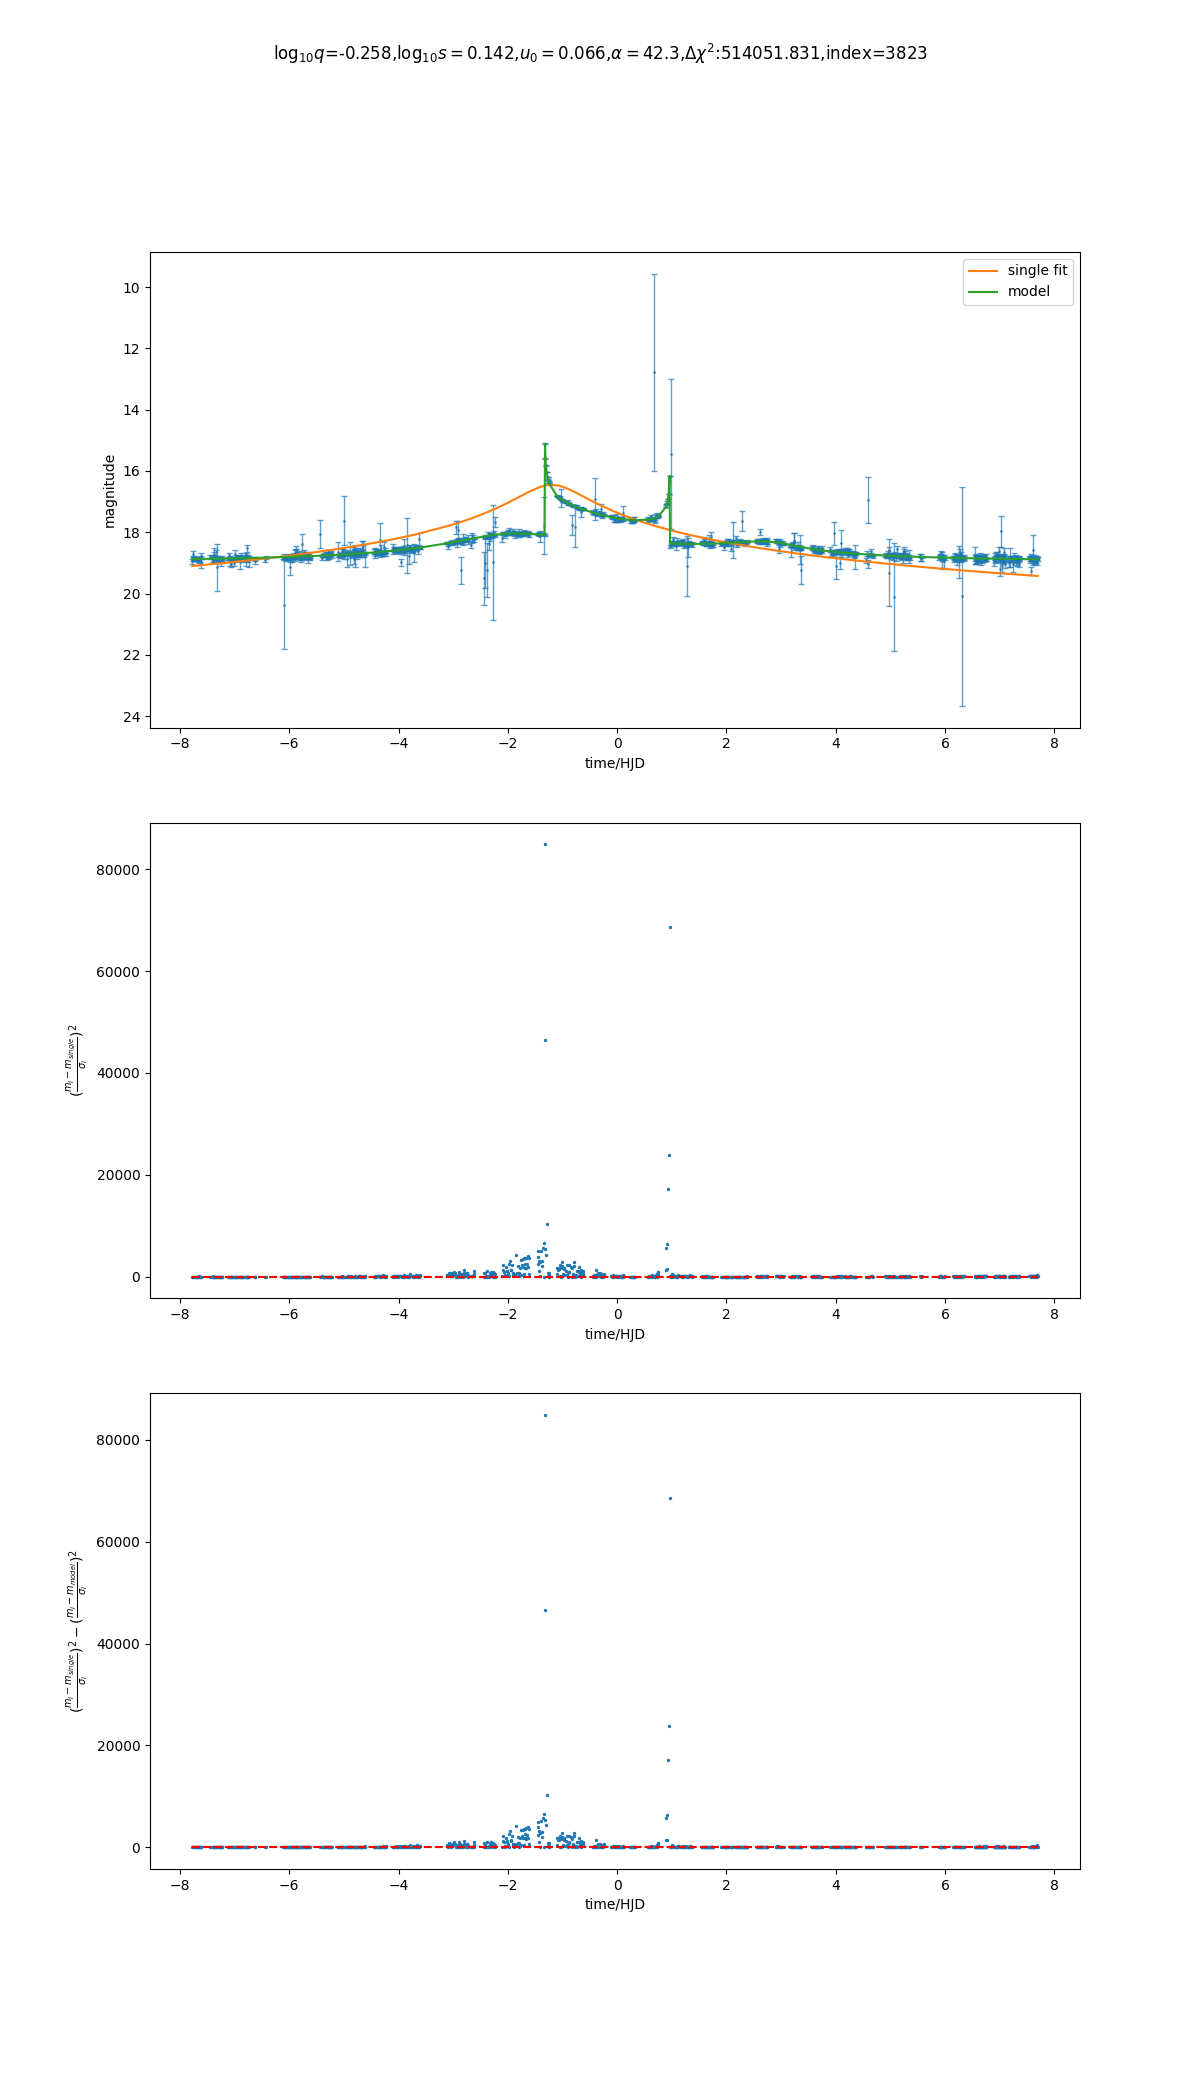 log₁₀q=-0.258,log₁₀s = 0.142,u₀ = 0.066,α = 42.3,Δχ²:514051.831,index=3823
single fit
model
10
12
14
16
18
20
22
24
magnitude
−8 −6 −4 −2 0 2 4 6 8
time/HJD
80000
60000
40000
20000
0
((mᵢ − m_single)/σᵢ)²
−8 −6 −4 −2 0 2 4 6 8
time/HJD
80000
60000
40000
20000
0
((mᵢ − m_single)/σᵢ)² − ((mᵢ − m_model)/σᵢ)²
−8 −6 −4 −2 0 2 4 6 8
time/HJD